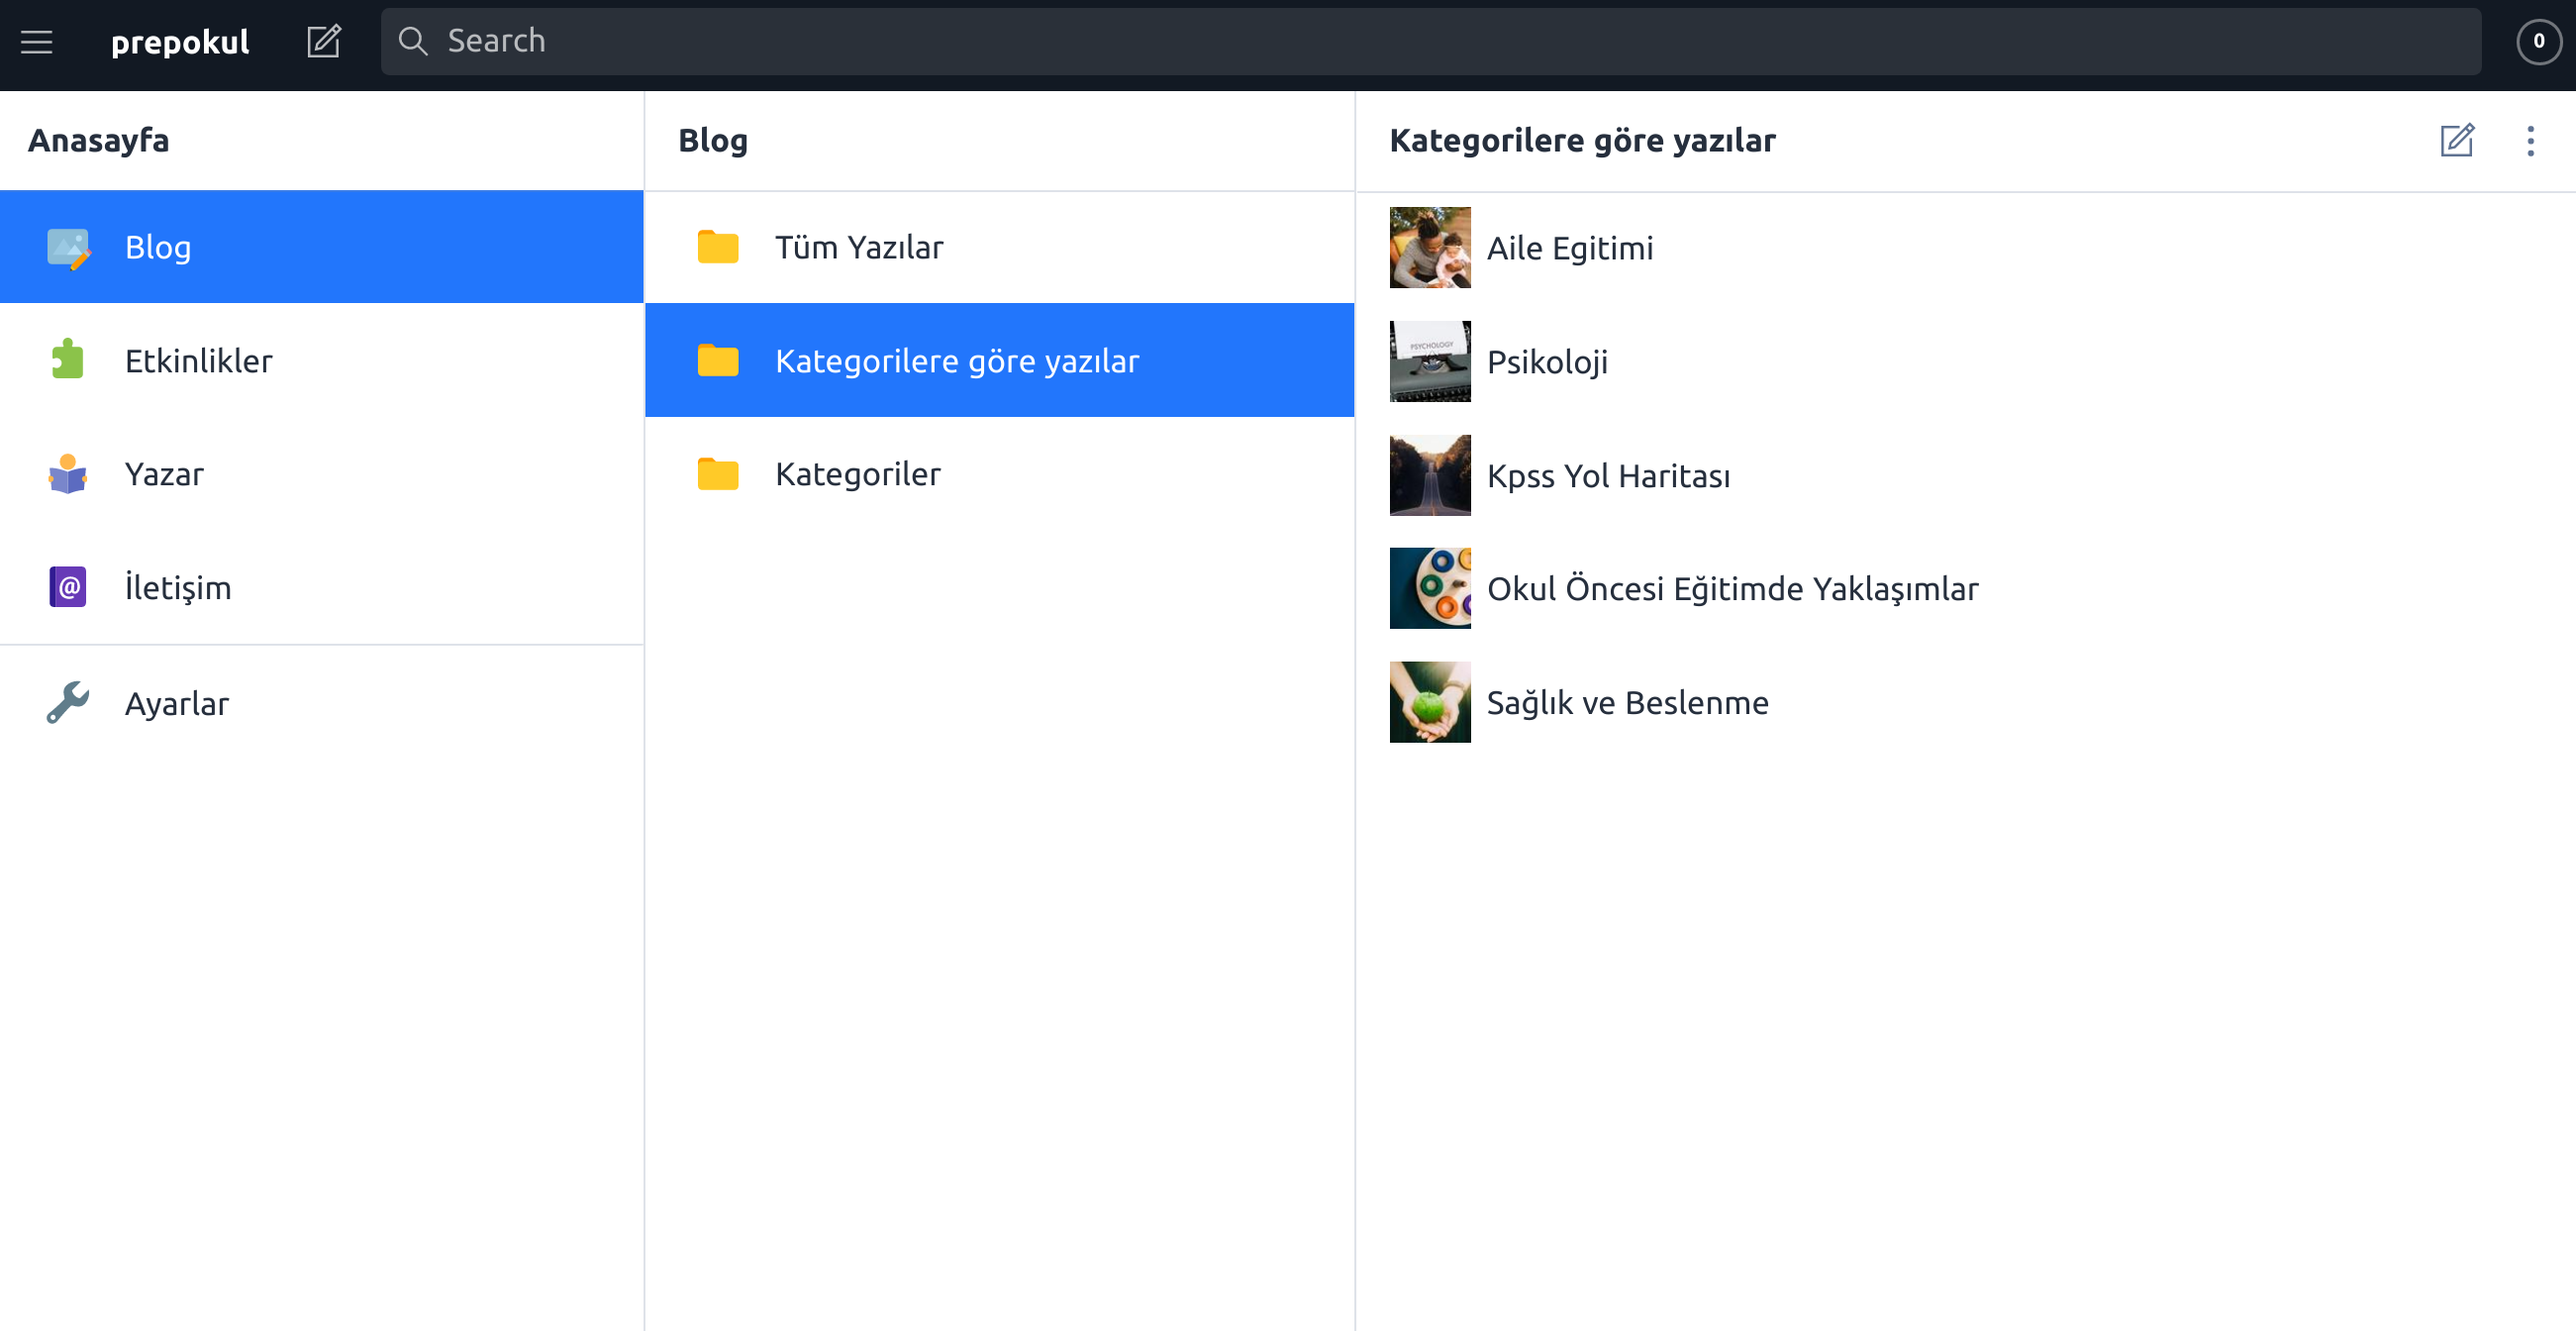 prepokul
Search
0
Anasayfa
Blog
Etkinlikler
Yazar
İletişim
Ayarlar
Blog
Tüm Yazılar
Kategorilere göre yazılar
Kategoriler
Kategorilere göre yazılar
Aile Egitimi
PSYCHOLOGY
Psikoloji
Kpss Yol Haritası
Okul Öncesi Eğitimde Yaklaşımlar
Sağlık ve Beslenme